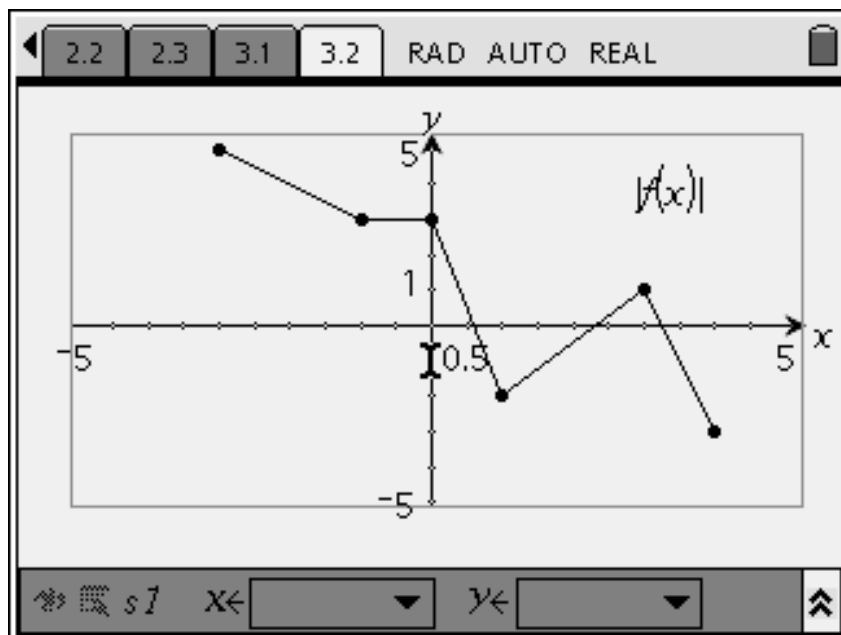 2.2 2.3 3.1 3.2 RAD AUTO REAL
y
5
|f(x)|
1
x
⁻5 0.5 5
⁻5
s1 x← y←